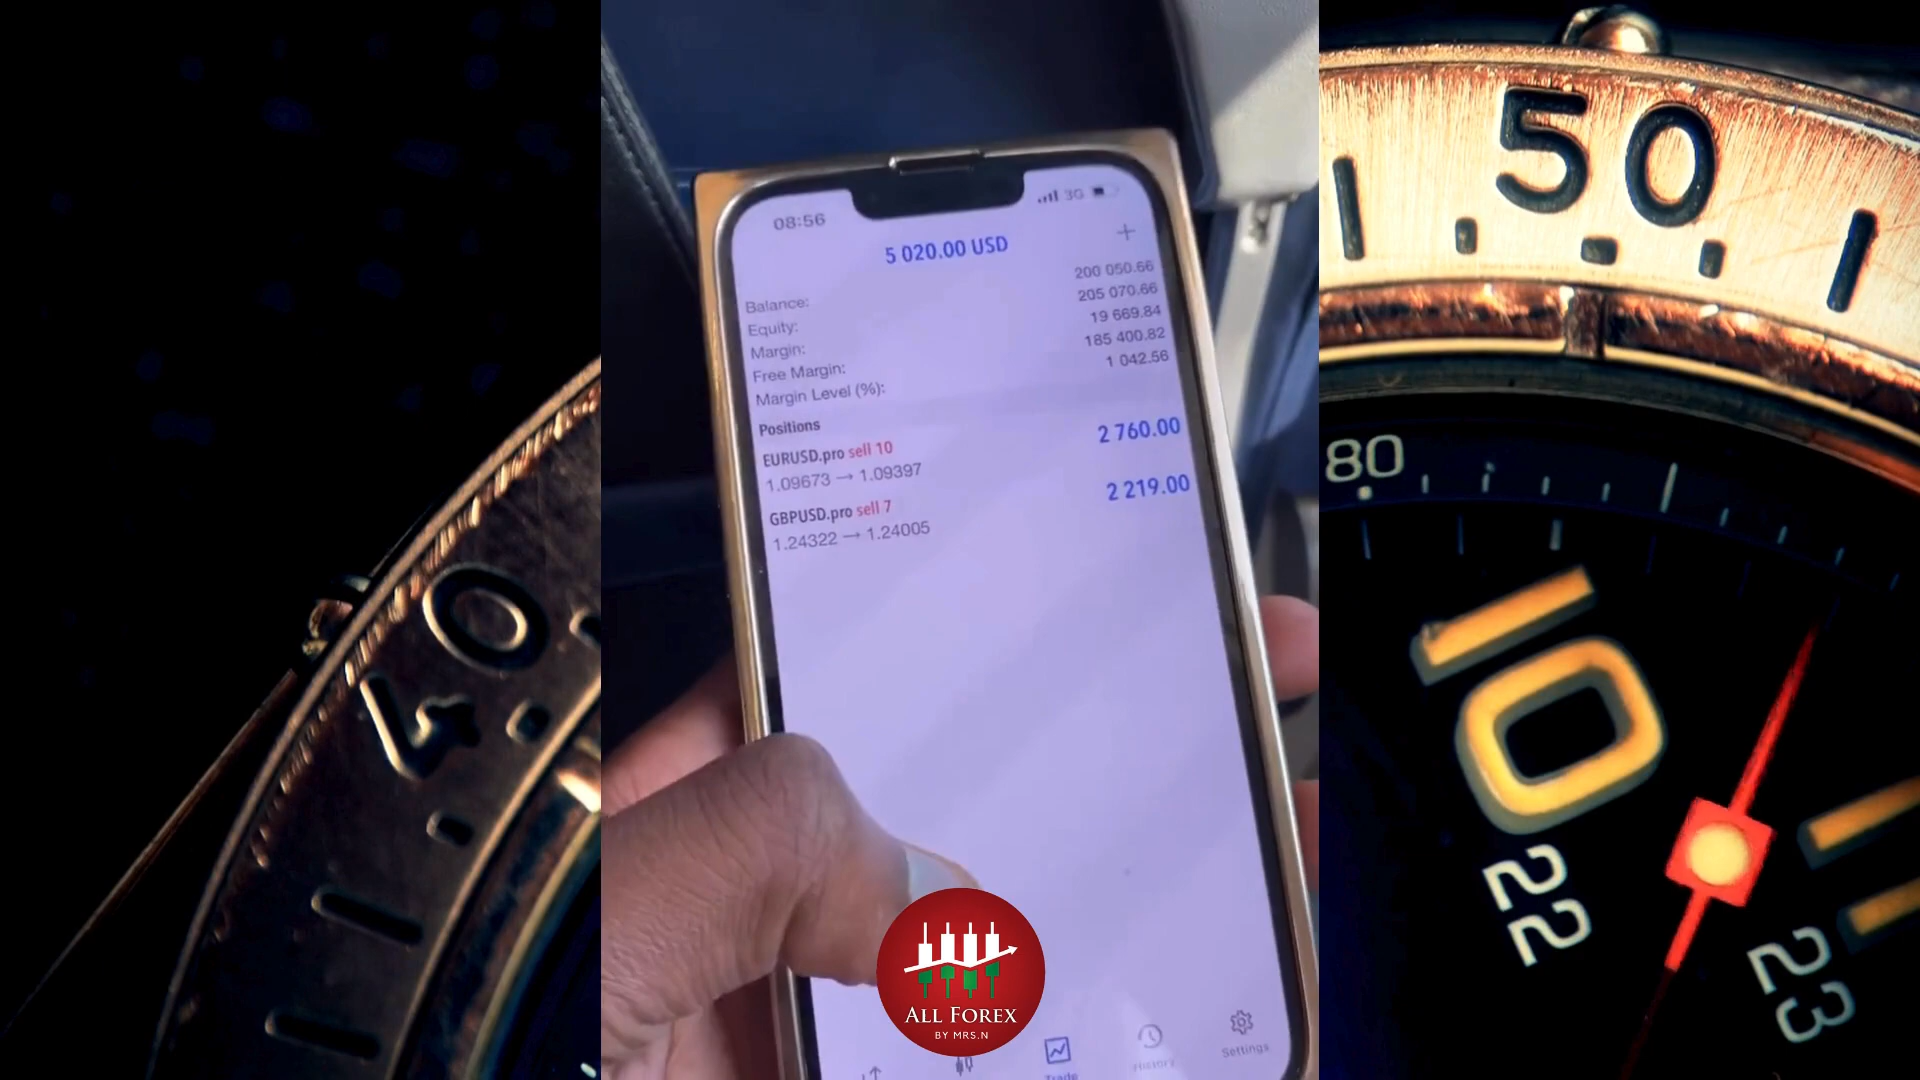 08:56
3G
5 020.00 USD
+
Balance: 200 050.66
Equity: 205 070.66
Margin: 19 669.84
Free Margin: 185 400.82
Margin Level (%): 1 042.56
Positions
EURUSD.pro sell 10 2 760.00
1.09673 → 1.09397
GBPUSD.pro sell 7 2 219.00
1.24322 → 1.24005
Trade
History
Settings
ALL FOREX
BY MRS.N
40
50
80
10
22
23